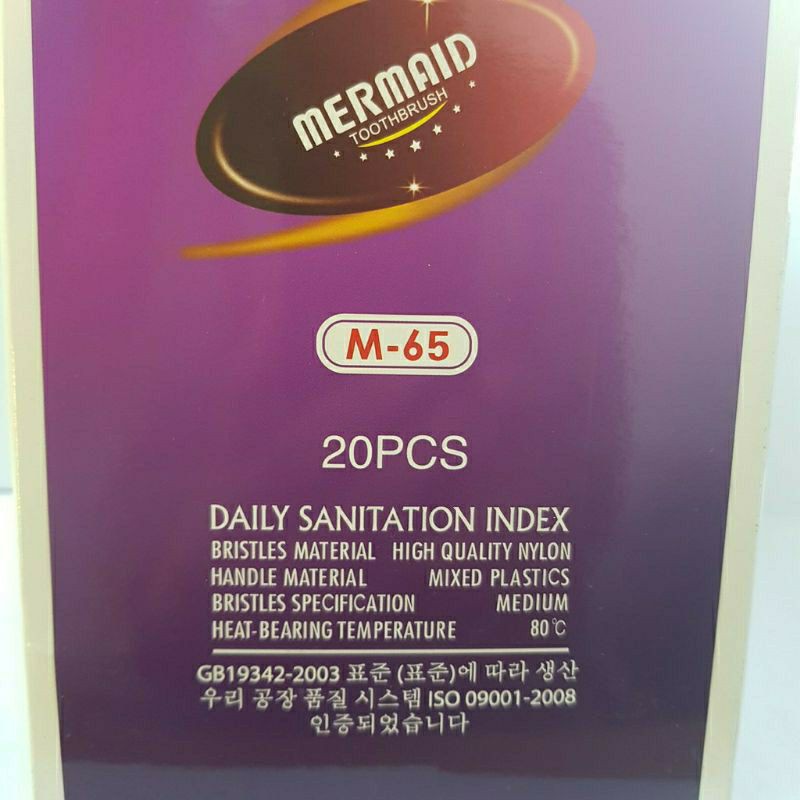 MERMAID
TOOTHBRUSH
M-65
20PCS
DAILY SANITATION INDEX
BRISTLES MATERIAL HIGH QUALITY NYLON
HANDLE MATERIAL MIXED PLASTICS
BRISTLES SPECIFICATION MEDIUM
HEAT-BEARING TEMPERATURE 80℃
GB19342-2003 표준 (표준)에 따라 생산
우리 공장 품질 시스템 ISO 09001-2008
인증되었습니다